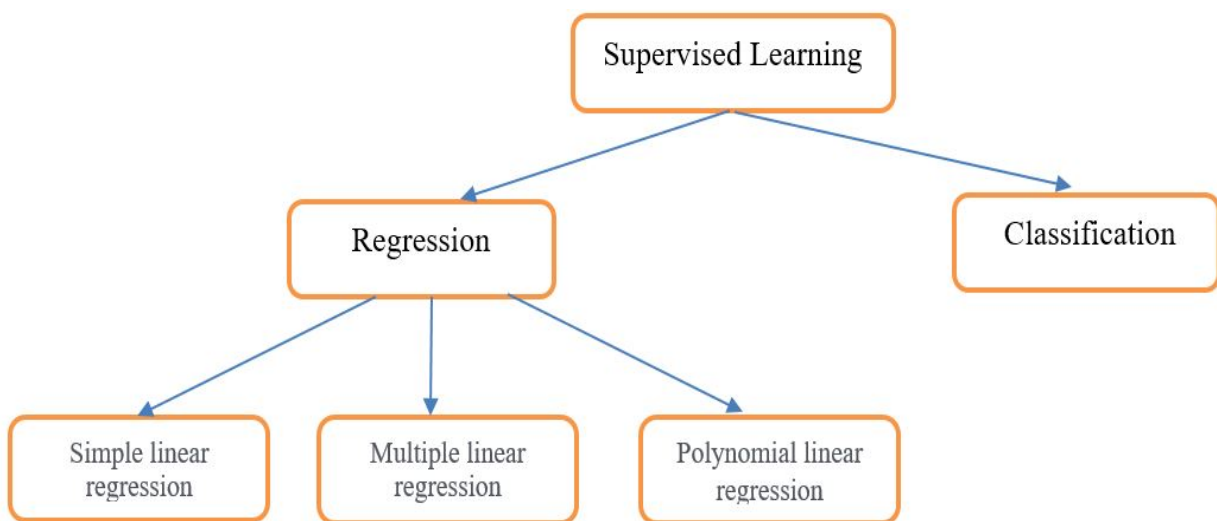 Supervised Learning
Regression
Classification
Simple linear
regression
Multiple linear
regression
Polynomial linear
regression